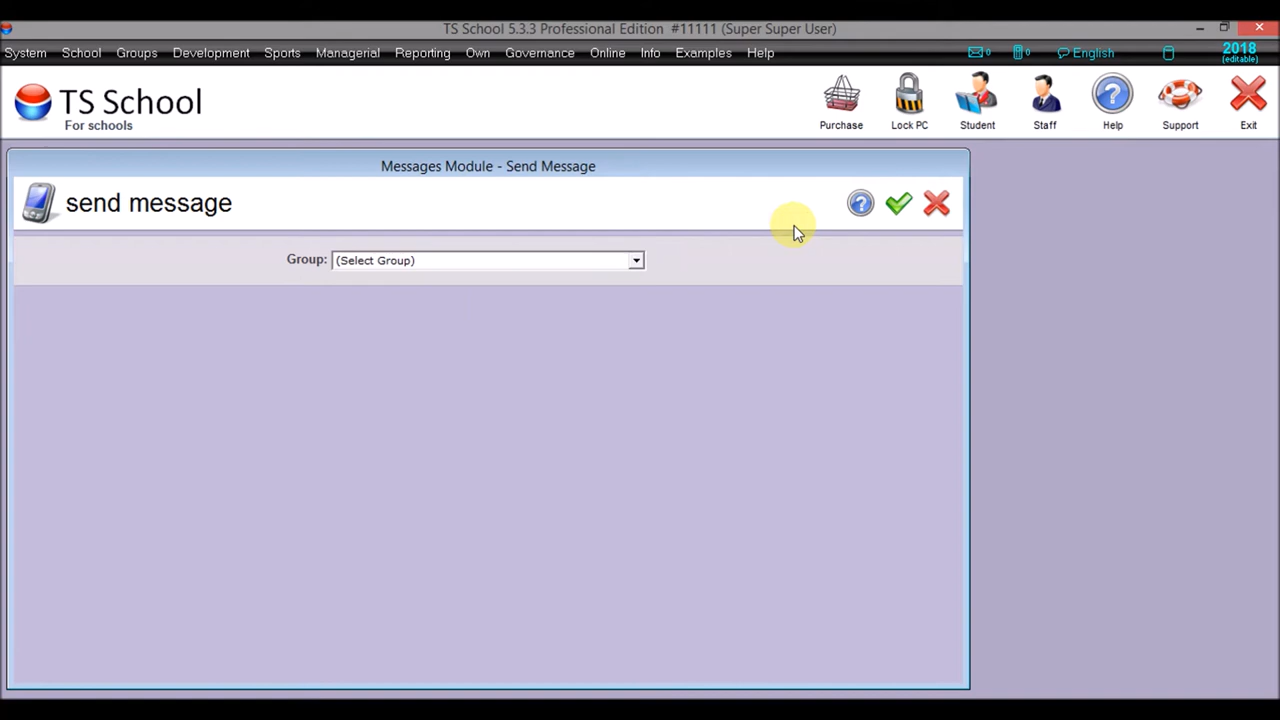 TS School 5.3.3 Professional Edition #11111 (Super Super User)
System School Groups Development Sports Managerial Reporting Own Governance Online Info Examples Help 0 0 English 2018
(editable)
TS School
For schools
Purchase Lock PC Student Staff Help Support Exit
Messages Module - Send Message
send message
Group: (Select Group)